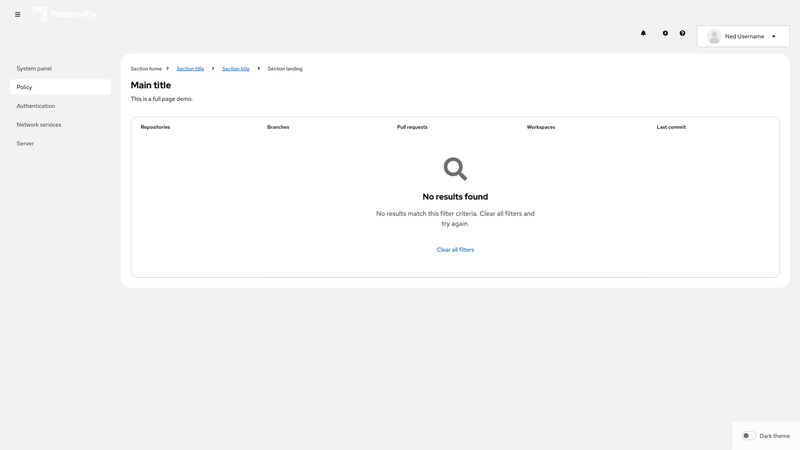 PatternFly
Ned Username
System panel
Policy
Authentication
Network services
Server
Section home
Section title
Section title
Section landing
Main title
This is a full page demo.
Repositories Branches Pull requests Workspaces Last commit
No results found
No results match this filter criteria. Clear all filters and
try again.
Clear all filters
Dark theme